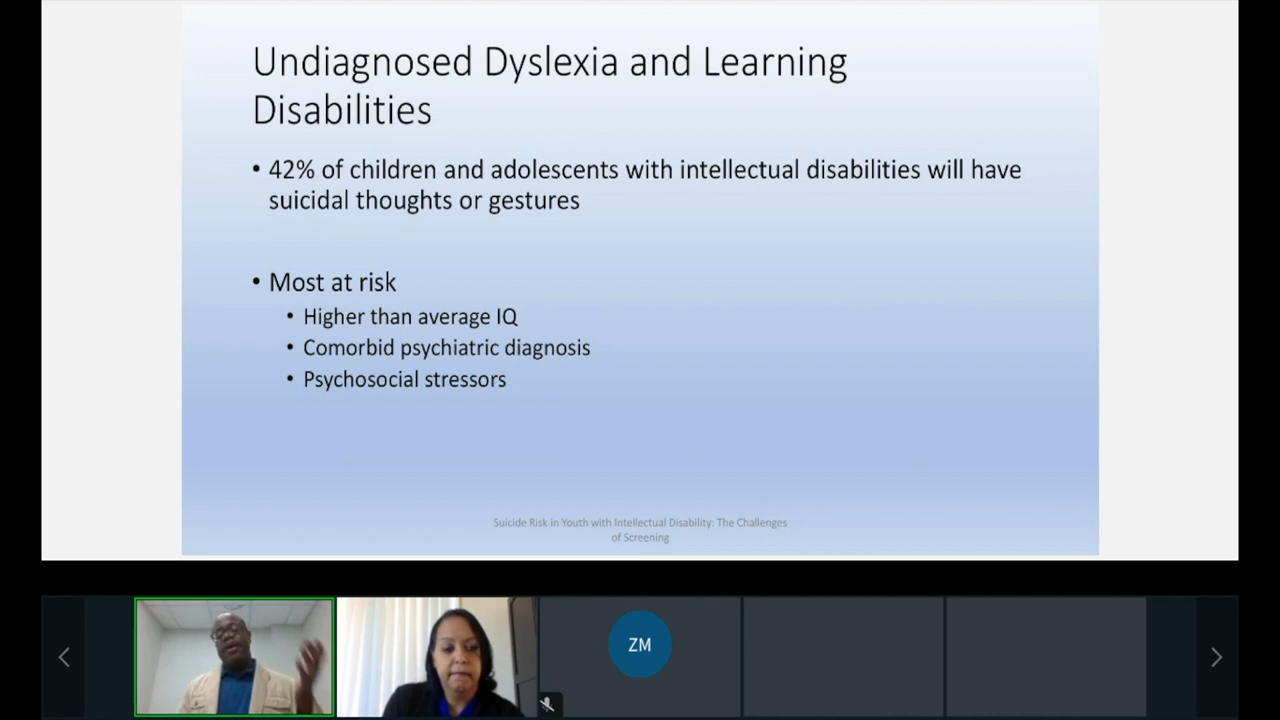 Undiagnosed Dyslexia and Learning
Disabilities
• 42% of children and adolescents with intellectual disabilities will have
suicidal thoughts or gestures
• Most at risk
• Higher than average IQ
• Comorbid psychiatric diagnosis
• Psychosocial stressors
Suicide Risk in Youth with Intellectual Disability: The Challenges
of Screening
ZM